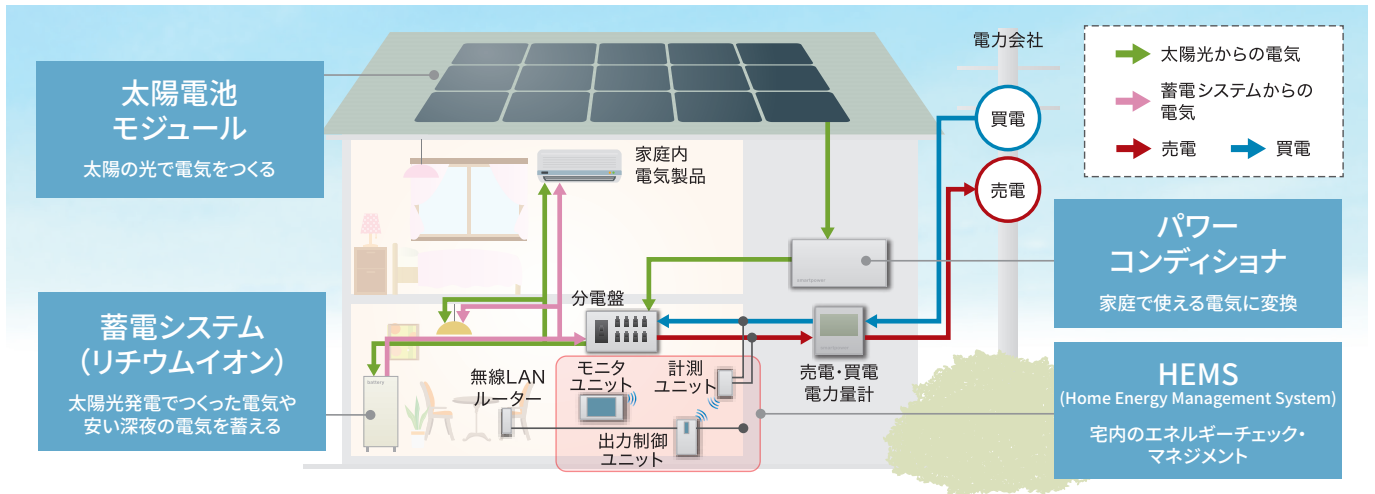 太陽電池
モジュール
太陽の光で電気をつくる
家庭内
電気製品
電力会社
買電
売電
太陽光からの電気
蓄電システムからの
電気
売電
買電
パワー
コンディショナ
家庭で使える電気に変換
smartpower
分電盤
蓄電システム
(リチウムイオン)
太陽光発電でつくった電気や
安い深夜の電気を蓄える
battery
無線LAN
ルーター
モニタ
ユニット
計測
ユニット
出力制御
ユニット
売電・買電
電力量計
HEMS
(Home Energy Management System)
宅内のエネルギーチェック・
マネジメント